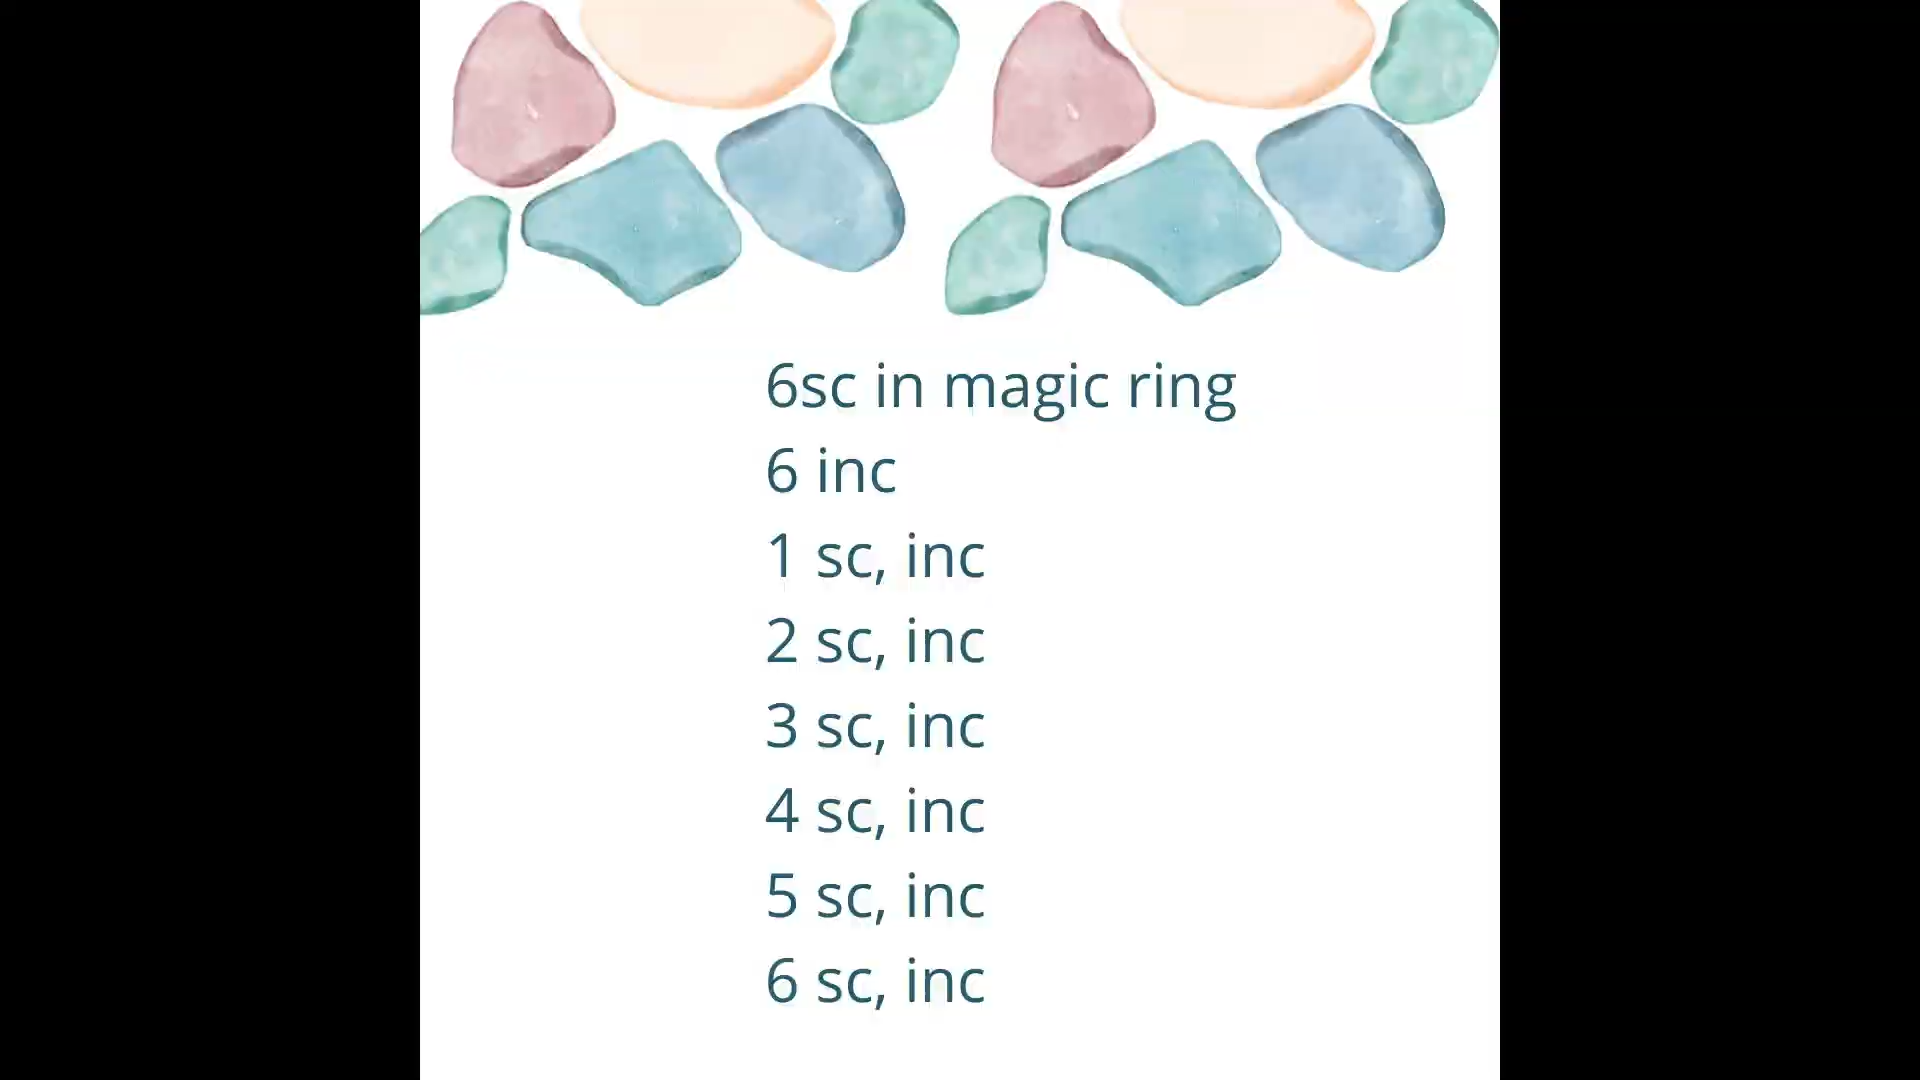 6sc in magic ring
6 inc
1 sc, inc
2 sc, inc
3 sc, inc
4 sc, inc
5 sc, inc
6 sc, inc